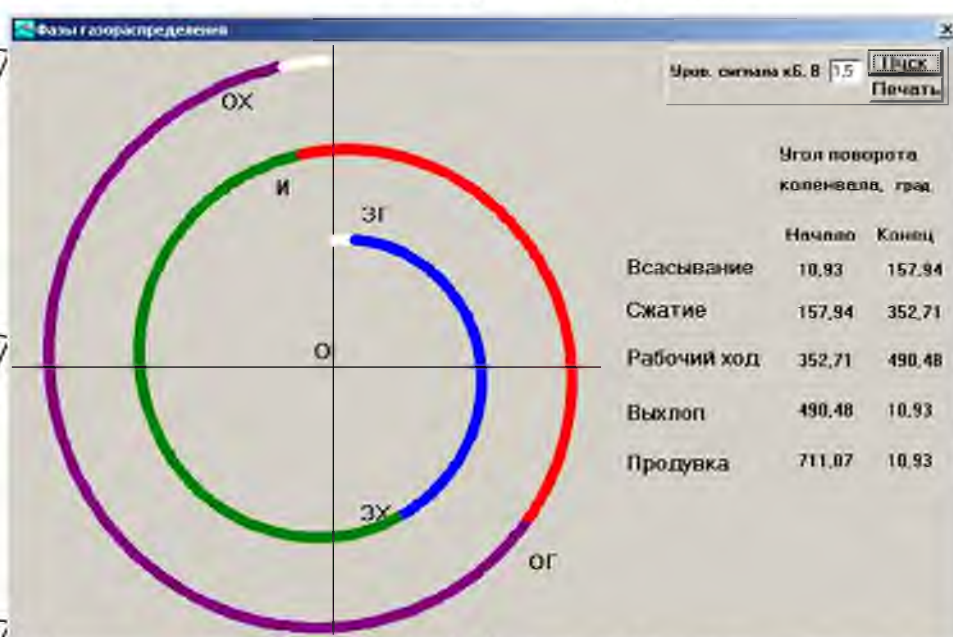 Фазы газораспределения
Уров. сигнала кб. В 1,5 Пуск
Печать
ОХ
И
ЗГ
О
ЗХ
ОГ
Угол поворота
коленвала, град
Начало Конец
Всасывание 10,93 157,94
Сжатие 157,94 352,71
Рабочий ход 352,71 490,48
Выхлоп 490,48 10,93
Продувка 711,07 10,93